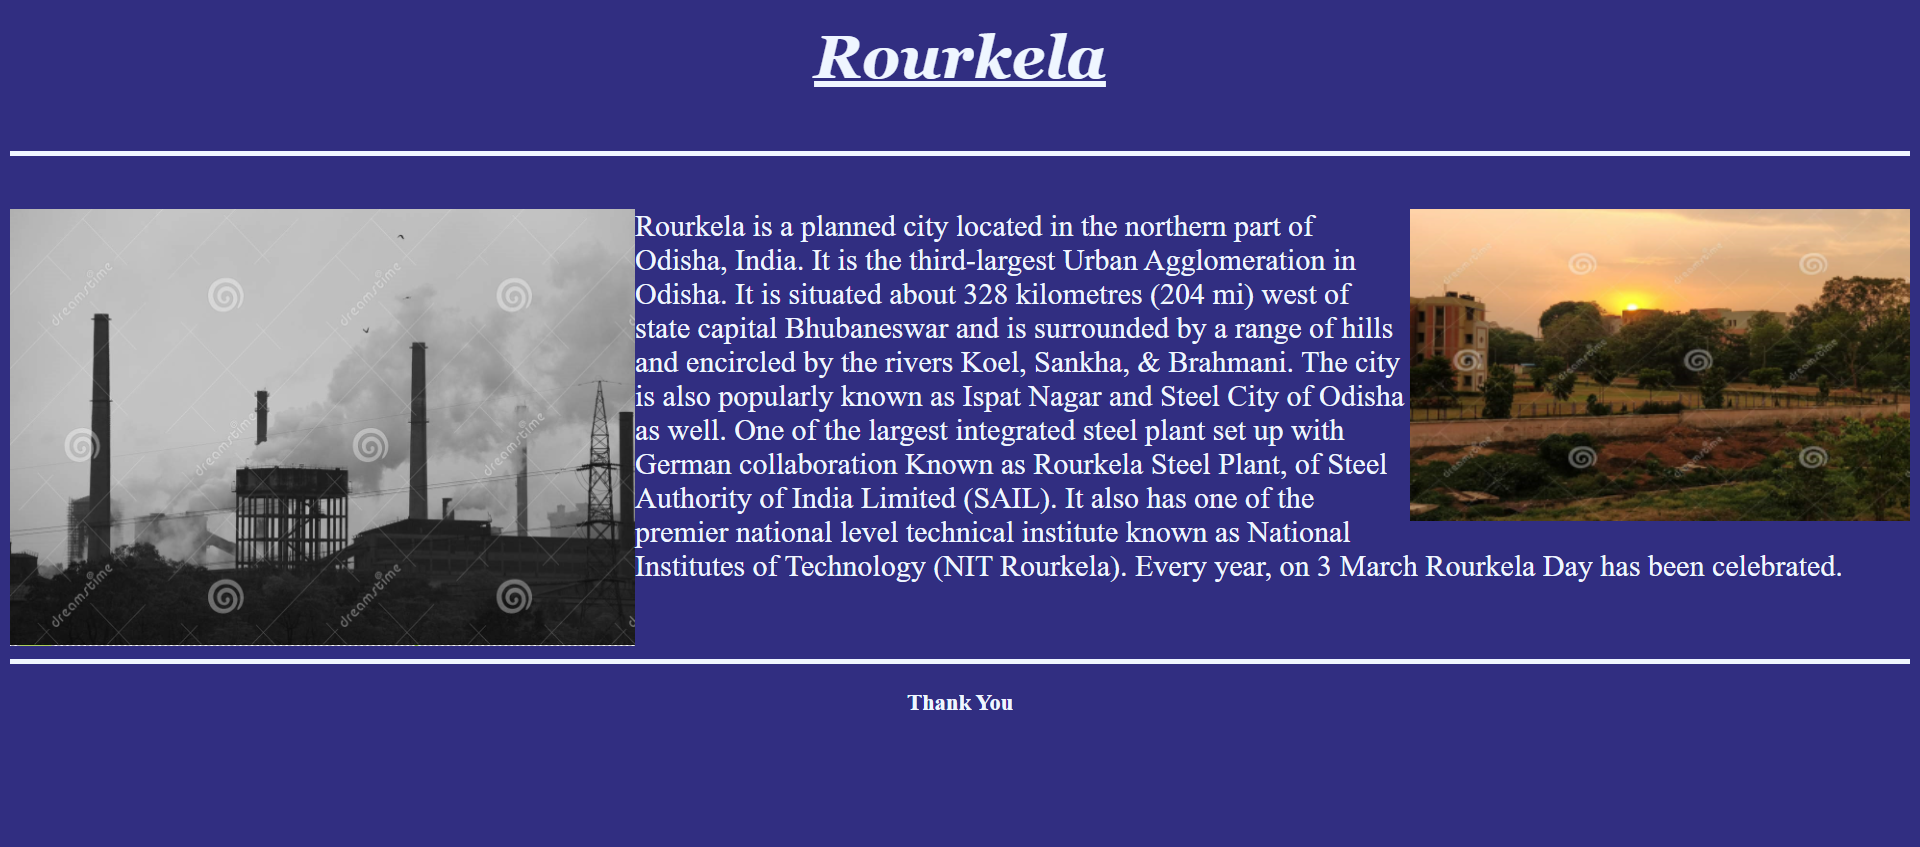 Rourkela
Rourkela is a planned city located in the northern part of
Odisha, India. It is the third-largest Urban Agglomeration in
Odisha. It is situated about 328 kilometres (204 mi) west of
state capital Bhubaneswar and is surrounded by a range of hills
and encircled by the rivers Koel, Sankha, & Brahmani. The city
is also popularly known as Ispat Nagar and Steel City of Odisha
as well. One of the largest integrated steel plant set up with
German collaboration Known as Rourkela Steel Plant, of Steel
Authority of India Limited (SAIL). It also has one of the
premier national level technical institute known as National
Institutes of Technology (NIT Rourkela). Every year, on 3 March Rourkela Day has been celebrated.
dreamstime
dreamstime
dreamstime
dreamstime
dreamstime
dreamstime
Thank You